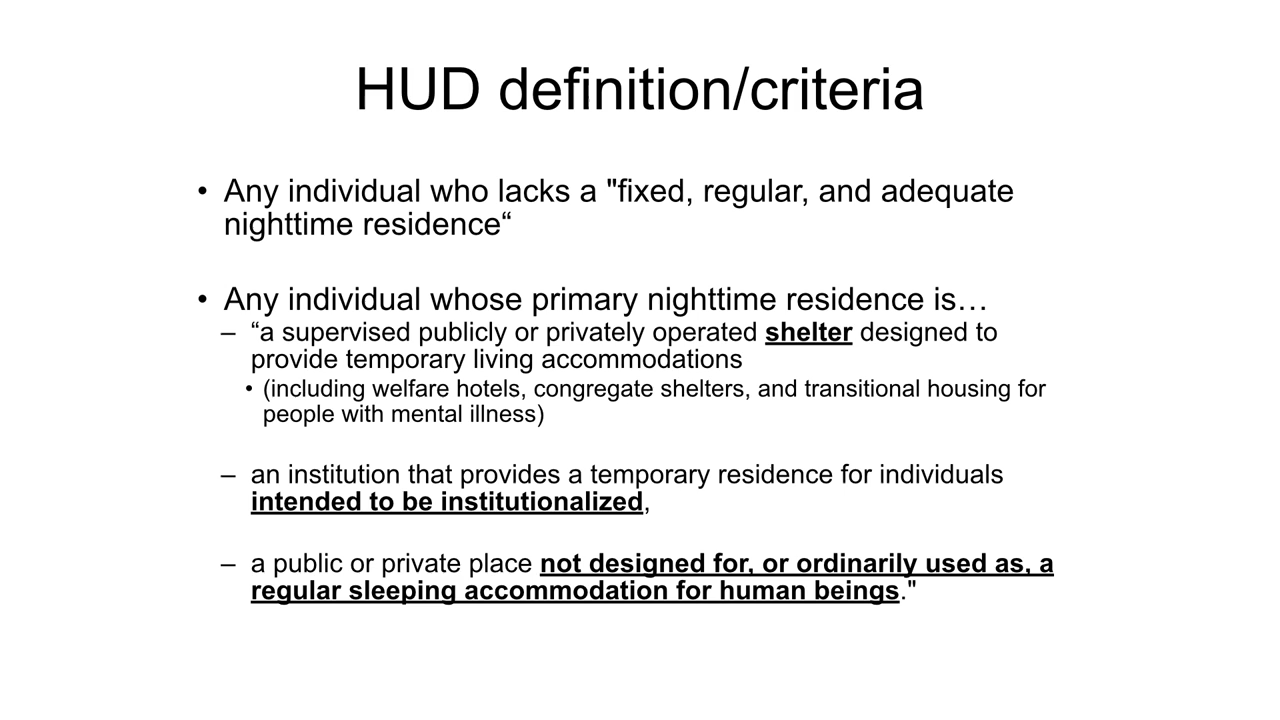 HUD definition/criteria
• Any individual who lacks a "fixed, regular, and adequate
nighttime residence“
• Any individual whose primary nighttime residence is…
– “a supervised publicly or privately operated shelter designed to
provide temporary living accommodations
• (including welfare hotels, congregate shelters, and transitional housing for
people with mental illness)
– an institution that provides a temporary residence for individuals
intended to be institutionalized,
– a public or private place not designed for, or ordinarily used as, a
regular sleeping accommodation for human beings."